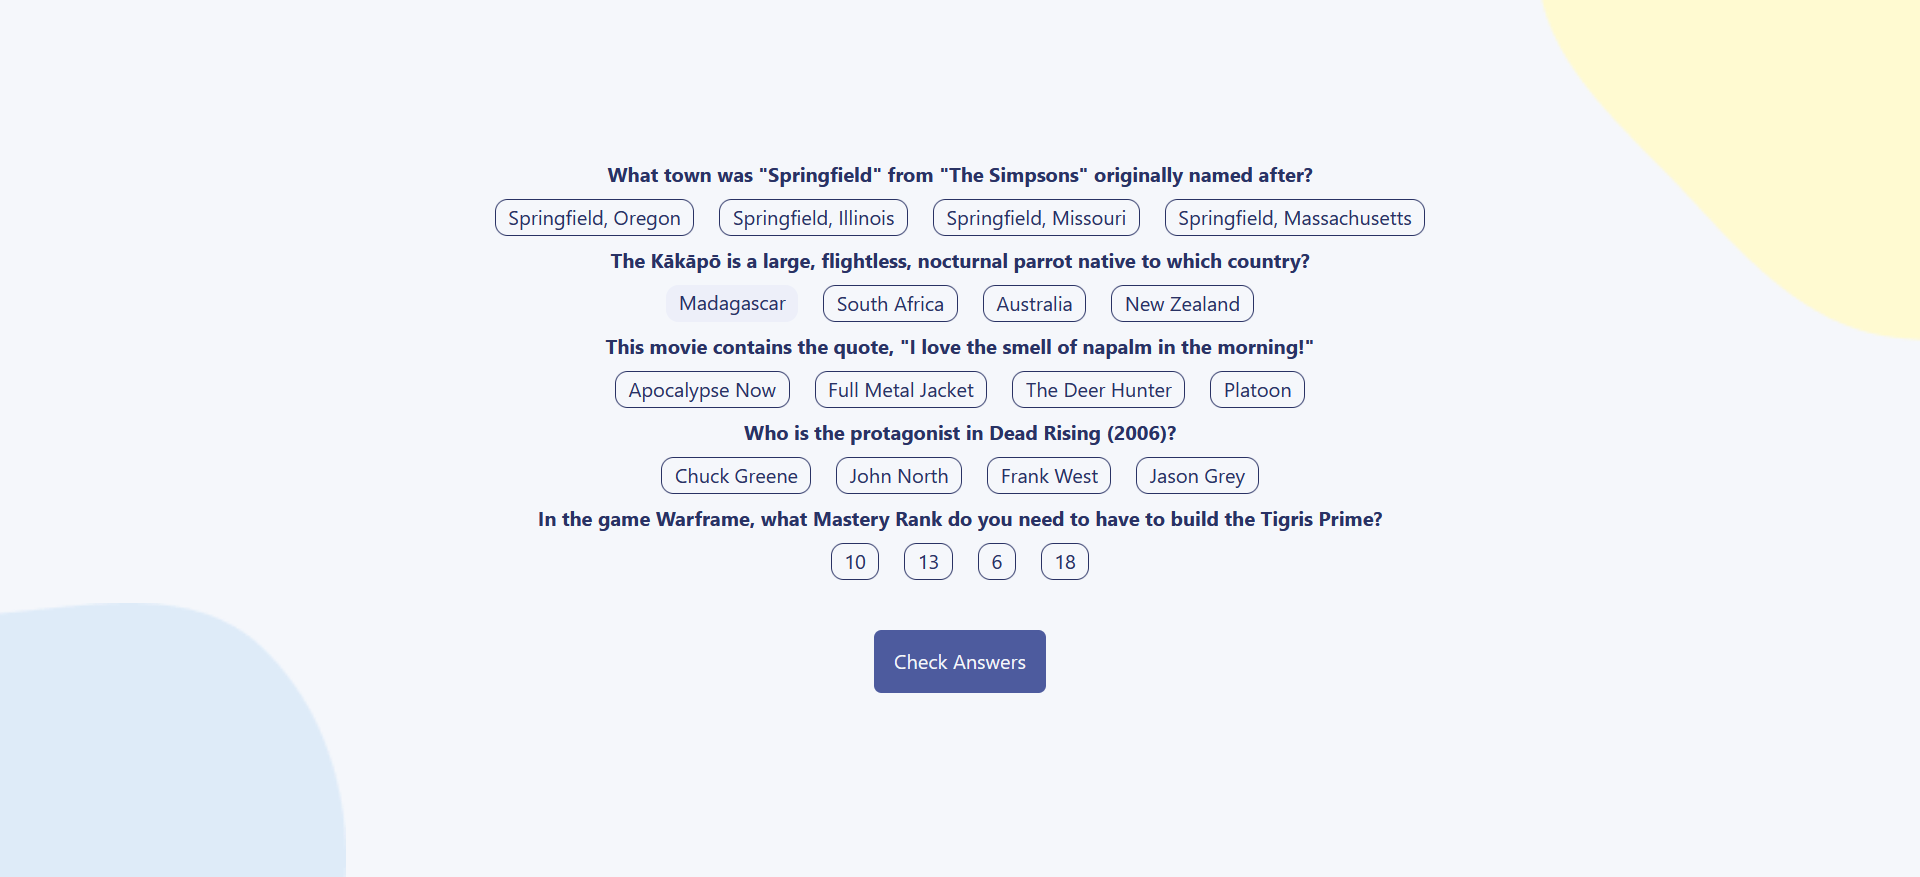 What town was "Springfield" from "The Simpsons" originally named after?
Springfield, Oregon Springfield, Illinois Springfield, Missouri Springfield, Massachusetts
The Kākāpō is a large, flightless, nocturnal parrot native to which country?
Madagascar South Africa Australia New Zealand
This movie contains the quote, "I love the smell of napalm in the morning!"
Apocalypse Now Full Metal Jacket The Deer Hunter Platoon
Who is the protagonist in Dead Rising (2006)?
Chuck Greene John North Frank West Jason Grey
In the game Warframe, what Mastery Rank do you need to have to build the Tigris Prime?
10 13 6 18
Check Answers